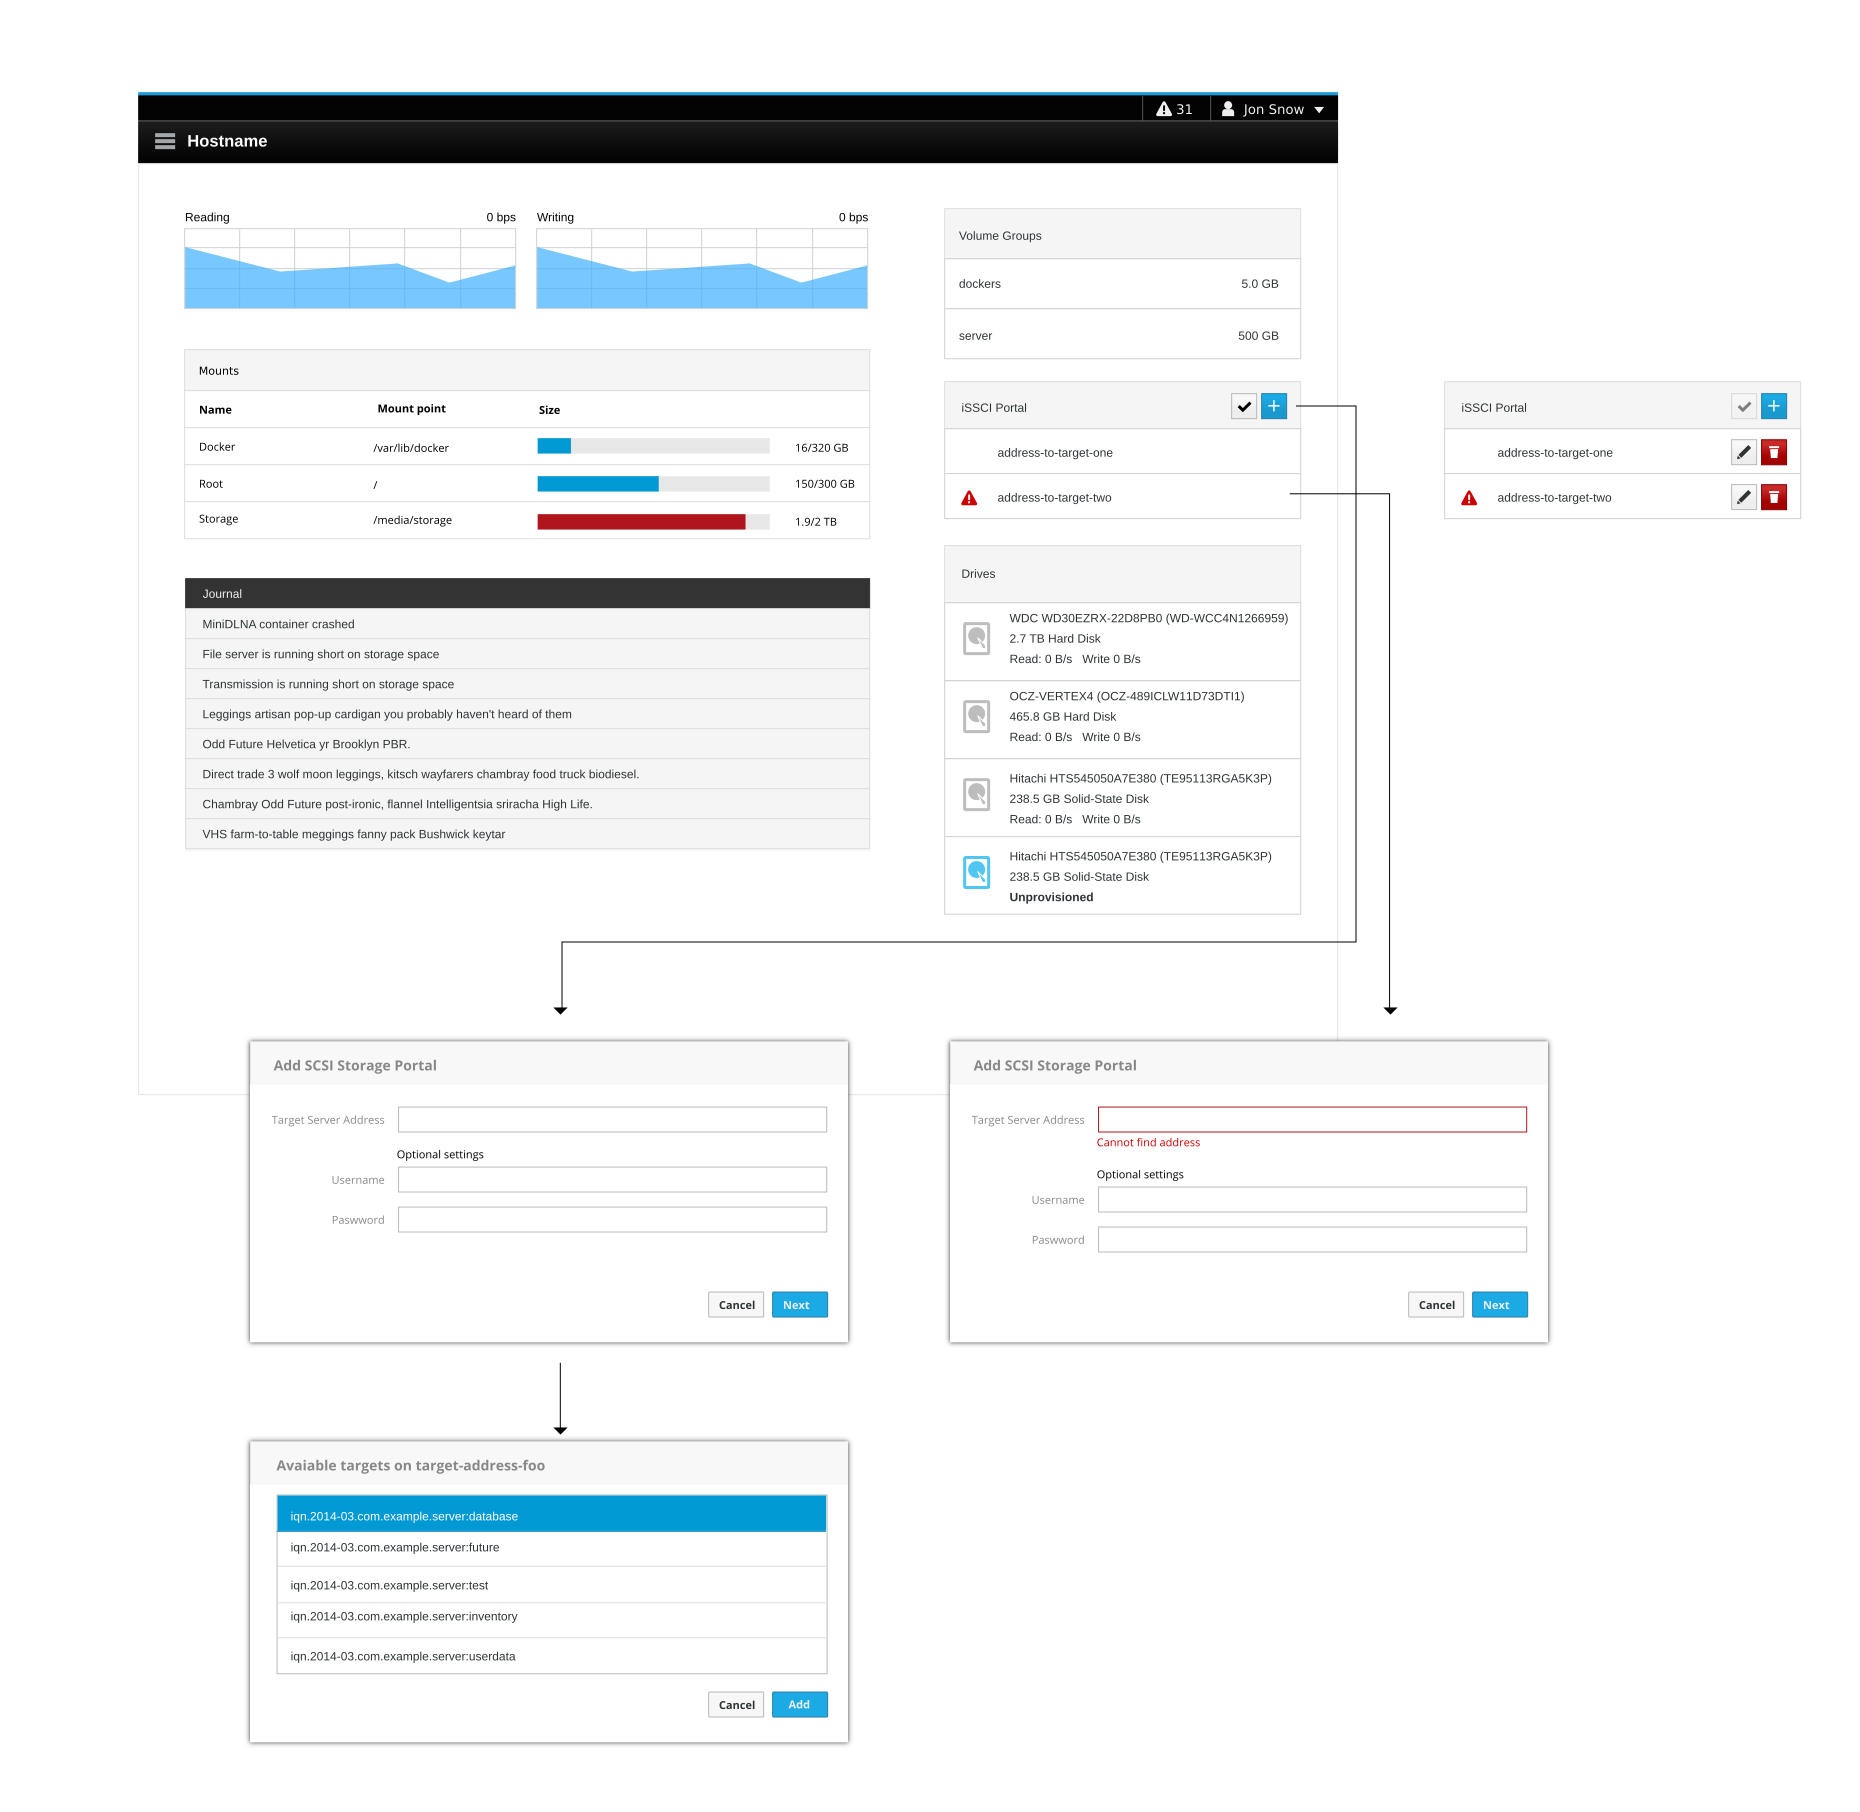 31
Jon Snow
Hostname
Reading 0 bps
Writing 0 bps
Mounts
Name Mount point Size
Docker /var/lib/docker 16/320 GB
Root / 150/300 GB
Storage /media/storage 1.9/2 TB
Journal
MiniDLNA container crashed
File server is running short on storage space
Transmission is running short on storage space
Leggings artisan pop-up cardigan you probably haven't heard of them
Odd Future Helvetica yr Brooklyn PBR.
Direct trade 3 wolf moon leggings, kitsch wayfarers chambray food truck biodiesel.
Chambray Odd Future post-ironic, flannel Intelligentsia sriracha High Life.
VHS farm-to-table meggings fanny pack Bushwick keytar
Volume Groups
dockers 5.0 GB
server 500 GB
iSSCI Portal
address-to-target-one
address-to-target-two
Drives
WDC WD30EZRX-22D8PB0 (WD-WCC4N1266959)
2.7 TB Hard Disk
Read: 0 B/s Write 0 B/s
OCZ-VERTEX4 (OCZ-489ICLW11D73DTI1)
465.8 GB Hard Disk
Read: 0 B/s Write 0 B/s
Hitachi HTS545050A7E380 (TE95113RGA5K3P)
238.5 GB Solid-State Disk
Read: 0 B/s Write 0 B/s
Hitachi HTS545050A7E380 (TE95113RGA5K3P)
238.5 GB Solid-State Disk
Unprovisioned
iSSCI Portal
address-to-target-one
address-to-target-two
Add SCSI Storage Portal
Target Server Address
Optional settings
Username
Paswword
Cancel Next
Add SCSI Storage Portal
Target Server Address
Cannot find address
Optional settings
Username
Paswword
Cancel Next
Avaiable targets on target-address-foo
iqn.2014-03.com.example.server:database
iqn.2014-03.com.example.server:future
iqn.2014-03.com.example.server:test
iqn.2014-03.com.example.server:inventory
iqn.2014-03.com.example.server:userdata
Cancel Add